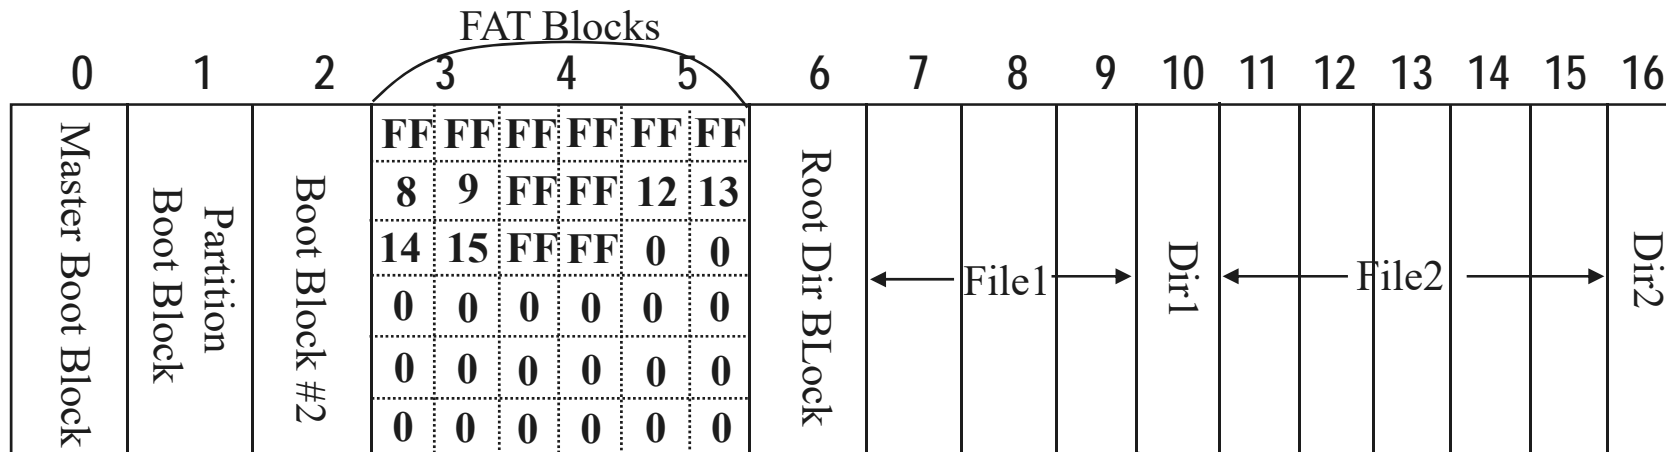 FAT Blocks
0 1 2 3 4 5 6 7 8 9 10 11 12 13 14 15 16
Master Boot Block
Partition
Boot Block
Boot Block #2
FF FF FF FF FF FF
8 9 FF FF 12 13
14 15 FF FF 0 0
0 0 0 0 0 0
0 0 0 0 0 0
0 0 0 0 0 0
Root Dir BLock
File1
Dir1
File2
Dir2